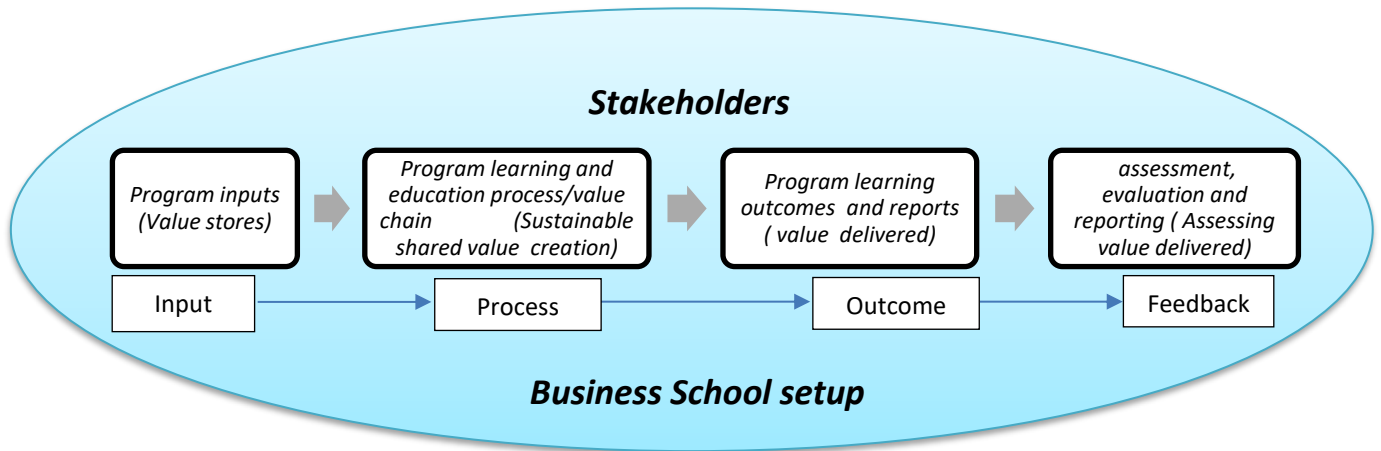 Stakeholders
Program inputs
(Value stores)
Program learning and
education process/value
chain (Sustainable
shared value creation)
Program learning
outcomes and reports
( value delivered)
assessment,
evaluation and
reporting ( Assessing
value delivered)
Input
Process
Outcome
Feedback
Business School setup